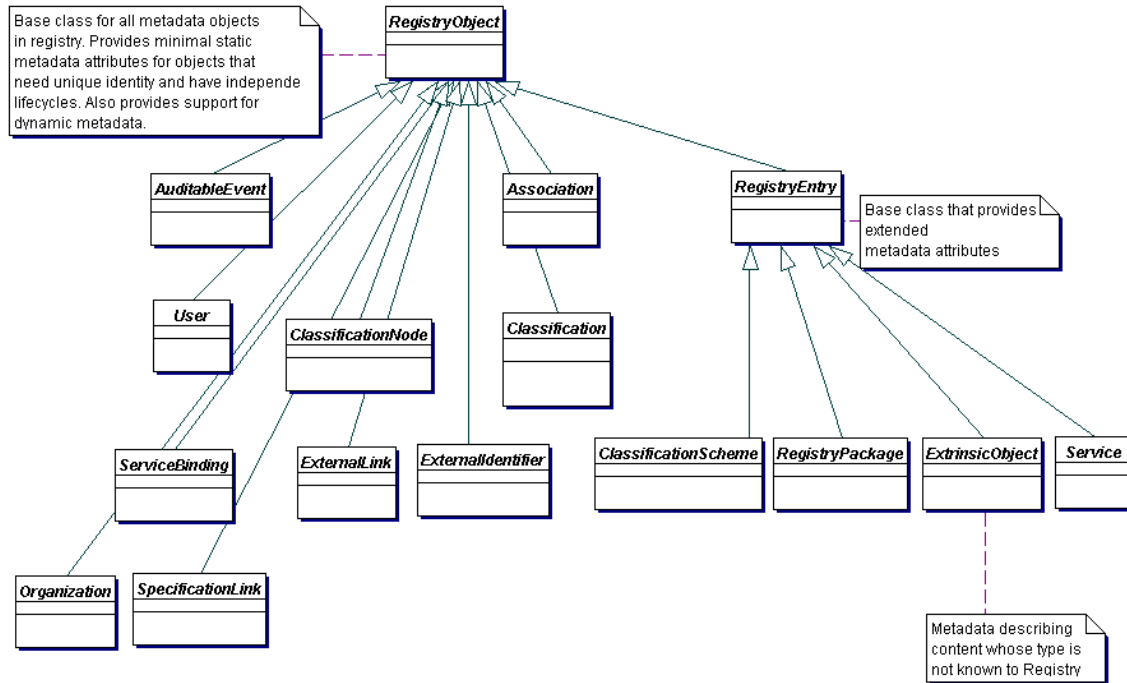 Base class for all metadata objects
in registry. Provides minimal static
metadata attributes for objects that
need unique identity and have independe
lifecycles. Also provides support for
dynamic metadata.
RegistryObject
AuditableEvent
Association
RegistryEntry
Base class that provides
extended
metadata attributes
User
ClassificationNode
Classification
ServiceBinding
ExternalLink
ExternalIdentifier
ClassificationScheme
RegistryPackage
ExtrinsicObject
Service
Organization
SpecificationLink
Metadata describing
content whose type is
not known to Registry